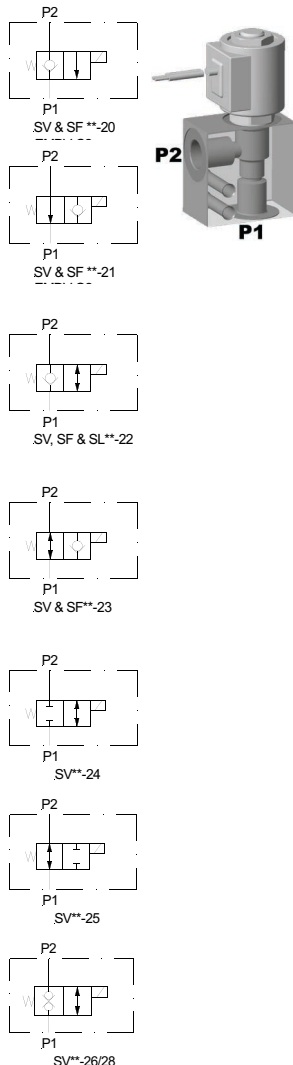 P2
P1
SV & SF **-20
P2
P1
P2
P1
SV & SF **-21
P2
P1
SV, SF & SL**-22
P2
P1
SV & SF**-23
P2
P1
SV**-24
P2
P1
SV**-25
P2
P1
SV**-26/28